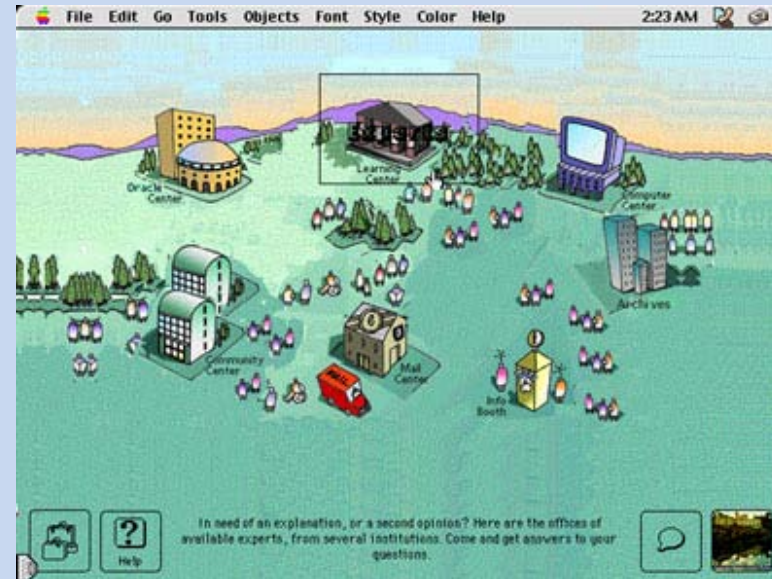 File Edit Go Tools Objects Font Style Color Help 2:23 AM
Learning
Center
Oracle
Center
Computer
Center
Archives
Community
Center
Mail
Center
MAIL
Info
Booth
In need of an explanation, or a second opinion? Here are the offices of
available experts, from several institutions. Come and get answers to your
questions.
?
Help